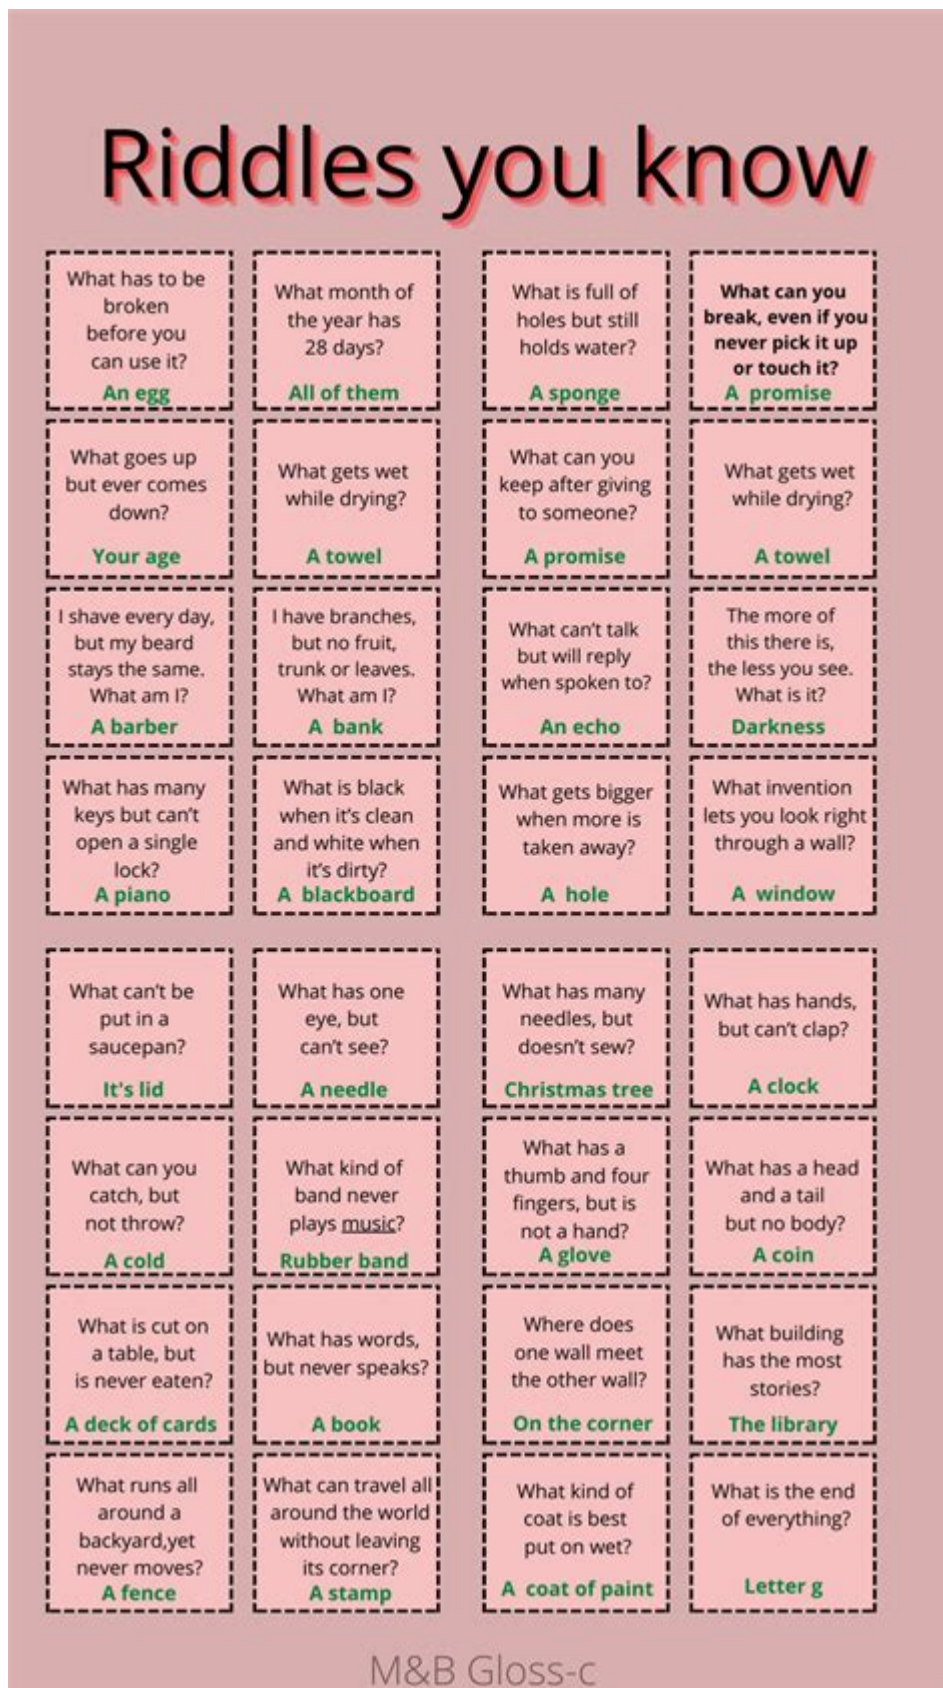 Riddles you know
What has to be
broken
before you
can use it?
An egg
What month of
the year has
28 days?
All of them
What is full of
holes but still
holds water?
A sponge
What can you
break, even if you
never pick it up
or touch it?
A promise
What goes up
but ever comes
down?
Your age
What gets wet
while drying?
A towel
What can you
keep after giving
to someone?
A promise
What gets wet
while drying?
A towel
I shave every day,
but my beard
stays the same.
What am I?
A barber
I have branches,
but no fruit,
trunk or leaves.
What am I?
A bank
What can't talk
but will reply
when spoken to?
An echo
The more of
this there is,
the less you see.
What is it?
Darkness
What has many
keys but can't
open a single
lock?
A piano
What is black
when it's clean
and white when
it's dirty?
A blackboard
What gets bigger
when more is
taken away?
A hole
What invention
lets you look right
through a wall?
A window
What can't be
put in a
saucepan?
It's lid
What has one
eye, but
can't see?
A needle
What has many
needles, but
doesn't sew?
Christmas tree
What has hands,
but can't clap?
A clock
What can you
catch, but
not throw?
A cold
What kind of
band never
plays music?
Rubber band
What has a
thumb and four
fingers, but is
not a hand?
A glove
What has a head
and a tail
but no body?
A coin
What is cut on
a table, but
is never eaten?
A deck of cards
What has words,
but never speaks?
A book
Where does
one wall meet
the other wall?
On the corner
What building
has the most
stories?
The library
What runs all
around a
backyard,yet
never moves?
A fence
What can travel all
around the world
without leaving
its corner?
A stamp
What kind of
coat is best
put on wet?
A coat of paint
What is the end
of everything?
Letter g
M&B Gloss-c